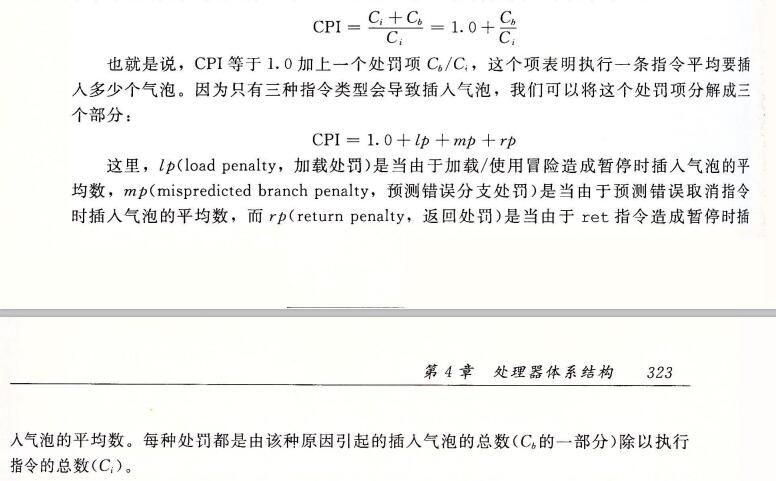 CPI = (Cᵢ + C_b)/Cᵢ = 1.0 + C_b/Cᵢ
也就是说，CPI 等于 1.0 加上一个处罚项 C_b/Cᵢ，这个项表明执行一条指令平均要插
入多少个气泡。因为只有三种指令类型会导致插入气泡，我们可以将这个处罚项分解成三
个部分：
CPI = 1.0 + lp + mp + rp
这里，lp(load penalty，加载处罚)是当由于加载/使用冒险造成暂停时插入气泡的平
均数，mp(mispredicted branch penalty，预测错误分支处罚)是当由于预测错误取消指令
时插入气泡的平均数，而 rp(return penalty，返回处罚)是当由于 ret 指令造成暂停时插
第 4 章 处理器体系结构 323
入气泡的平均数。每种处罚都是由该种原因引起的插入气泡的总数(C_b的一部分)除以执行
指令的总数(Cᵢ)。